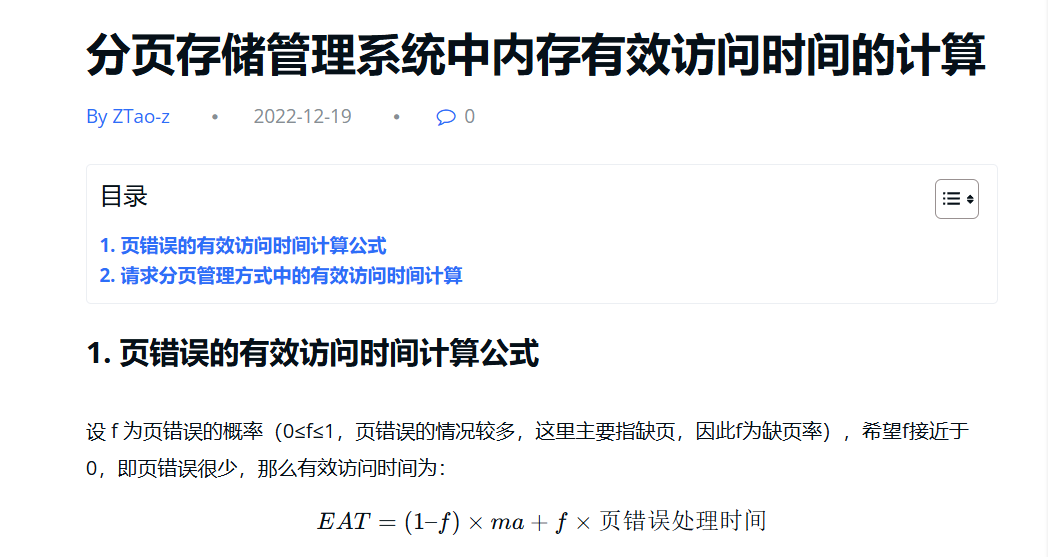 分页存储管理系统中内存有效访问时间的计算
By ZTao-z • 2022-12-19 • 0
目录
1. 页错误的有效访问时间计算公式
2. 请求分页管理方式中的有效访问时间计算
1. 页错误的有效访问时间计算公式
设 f 为页错误的概率（0≤f≤1，页错误的情况较多，这里主要指缺页，因此f为缺页率），希望f接近于
0，即页错误很少，那么有效访问时间为：
EAT = (1–f) × ma + f × 页错误处理时间